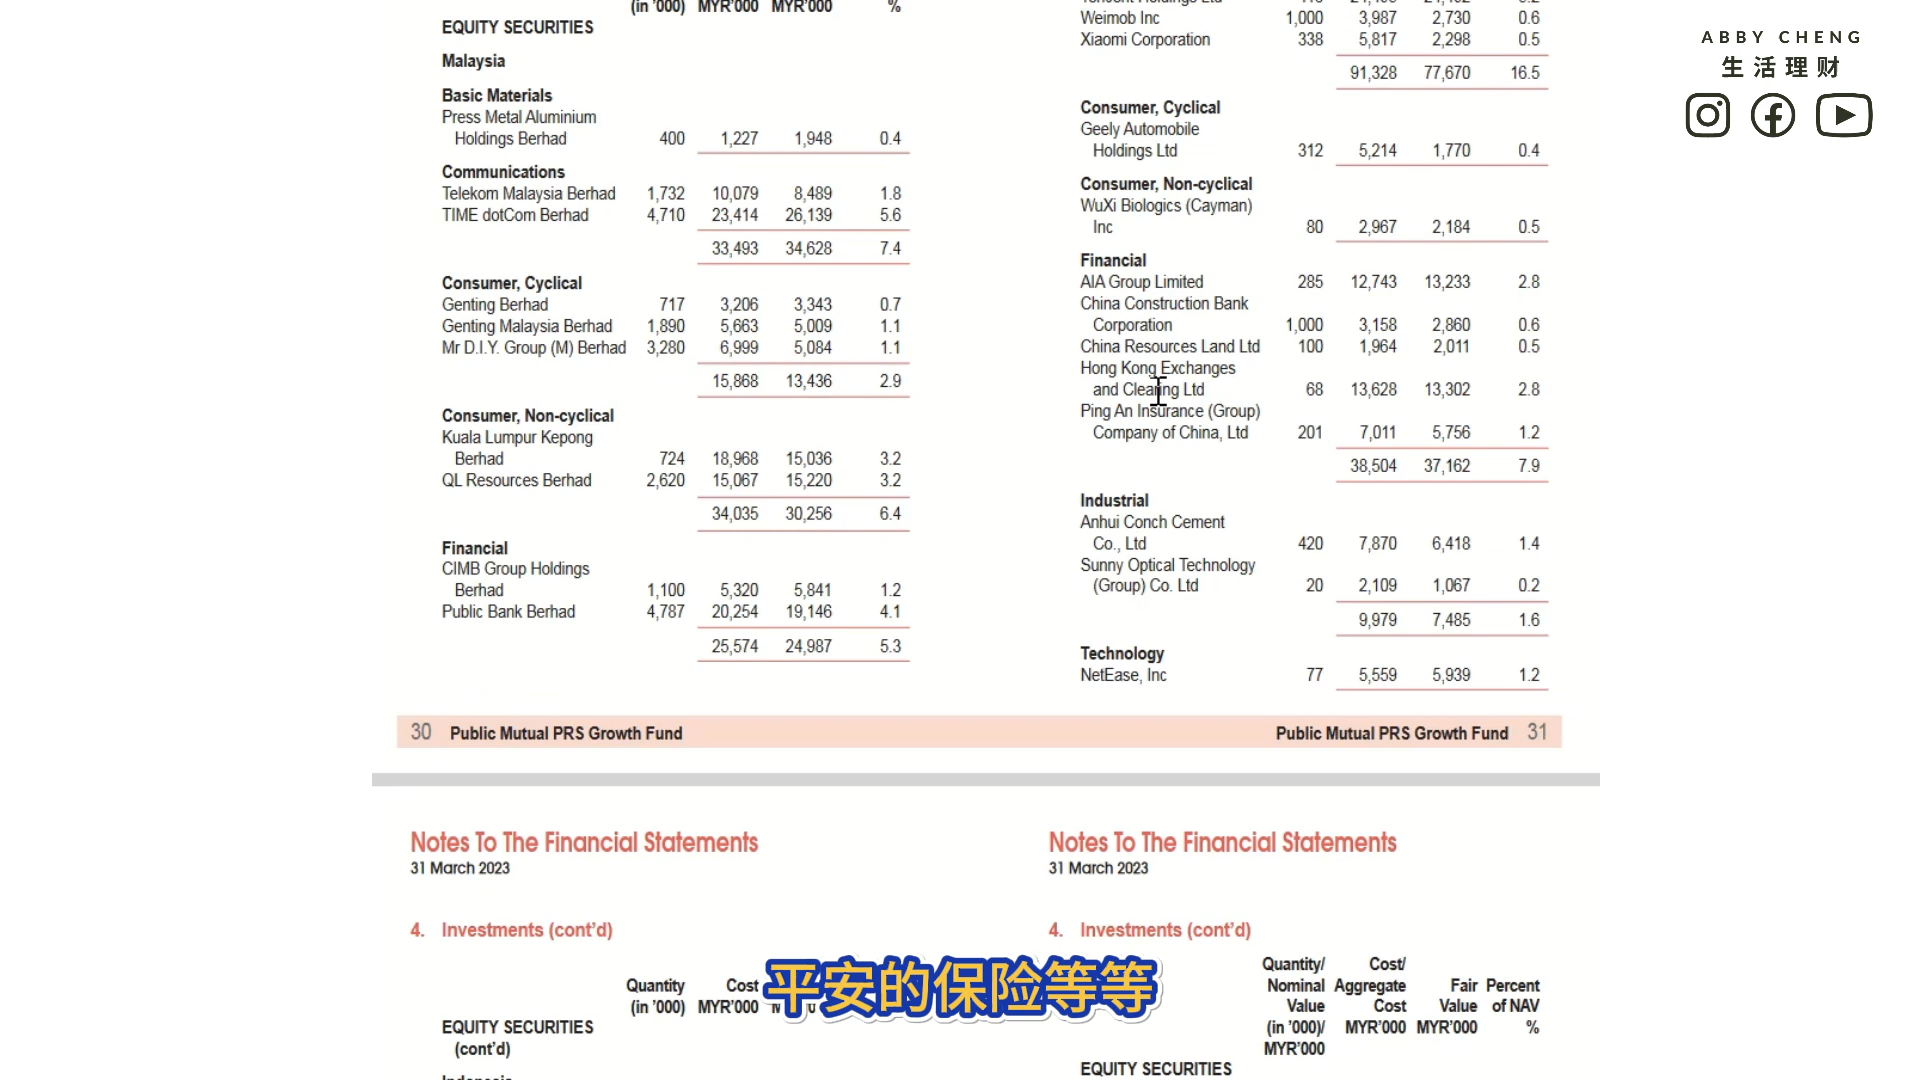 (in '000) MYR'000 MYR'000 %
EQUITY SECURITIES
Malaysia
Basic Materials
Press Metal Aluminium
Holdings Berhad 400 1,227 1,948 0.4
Communications
Telekom Malaysia Berhad 1,732 10,079 8,489 1.8
TIME dotCom Berhad 4,710 23,414 26,139 5.6
33,493 34,628 7.4
Consumer, Cyclical
Genting Berhad 717 3,206 3,343 0.7
Genting Malaysia Berhad 1,890 5,663 5,009 1.1
Mr D.I.Y. Group (M) Berhad 3,280 6,999 5,084 1.1
15,868 13,436 2.9
Consumer, Non-cyclical
Kuala Lumpur Kepong
Berhad 724 18,968 15,036 3.2
QL Resources Berhad 2,620 15,067 15,220 3.2
34,035 30,256 6.4
Financial
CIMB Group Holdings
Berhad 1,100 5,320 5,841 1.2
Public Bank Berhad 4,787 20,254 19,146 4.1
25,574 24,987 5.3
30 Public Mutual PRS Growth Fund
Weimob Inc 1,000 3,987 2,730 0.6
Xiaomi Corporation 338 5,817 2,298 0.5
91,328 77,670 16.5
Consumer, Cyclical
Geely Automobile
Holdings Ltd 312 5,214 1,770 0.4
Consumer, Non-cyclical
WuXi Biologics (Cayman)
Inc 80 2,967 2,184 0.5
Financial
AIA Group Limited 285 12,743 13,233 2.8
China Construction Bank
Corporation 1,000 3,158 2,860 0.6
China Resources Land Ltd 100 1,964 2,011 0.5
Hong Kong Exchanges
and Clearing Ltd 68 13,628 13,302 2.8
Ping An Insurance (Group)
Company of China, Ltd 201 7,011 5,756 1.2
38,504 37,162 7.9
Industrial
Anhui Conch Cement
Co., Ltd 420 7,870 6,418 1.4
Sunny Optical Technology
(Group) Co. Ltd 20 2,109 1,067 0.2
9,979 7,485 1.6
Technology
NetEase, Inc 77 5,559 5,939 1.2
Public Mutual PRS Growth Fund 31
ABBY CHENG
生活理财
Notes To The Financial Statements
31 March 2023
4. Investments (cont'd)
Quantity Cost
(in '000) MYR'000
EQUITY SECURITIES
(cont'd)
Notes To The Financial Statements
31 March 2023
4. Investments (cont'd)
Quantity/ Cost/
Nominal Aggregate Fair Percent
Value Cost Value of NAV
(in '000)/ MYR'000 MYR'000 %
MYR'000
EQUITY SECURITIES
平安的保险等等